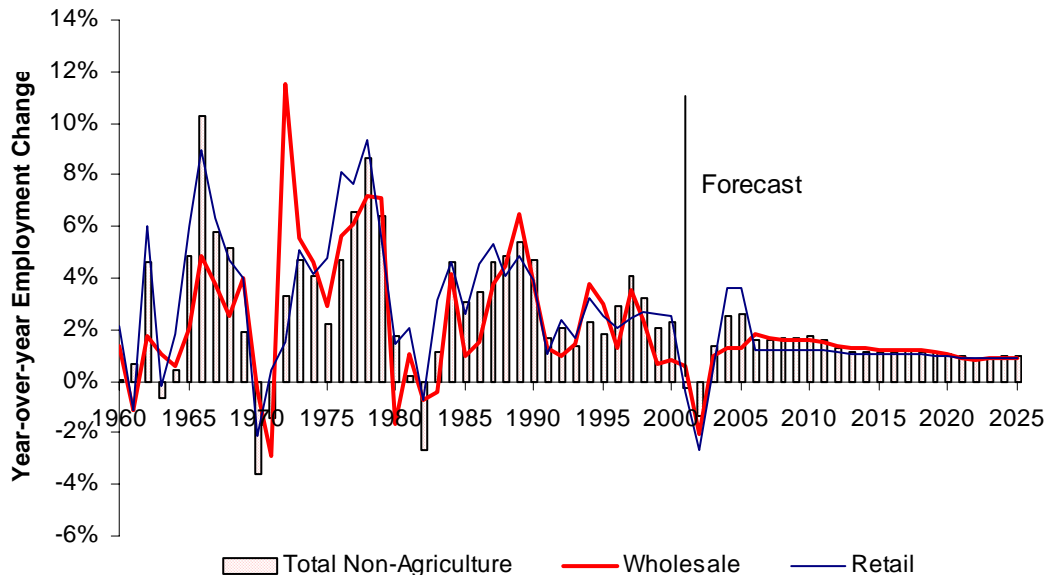 Year-over-year Employment Change
14%
12%
10%
8%
6%
4%
2%
0%
-2%
-4%
-6%
Forecast
1960 1965 1970 1975 1980 1985 1990 1995 2000 2005 2010 2015 2020 2025
Total Non-Agriculture Wholesale Retail